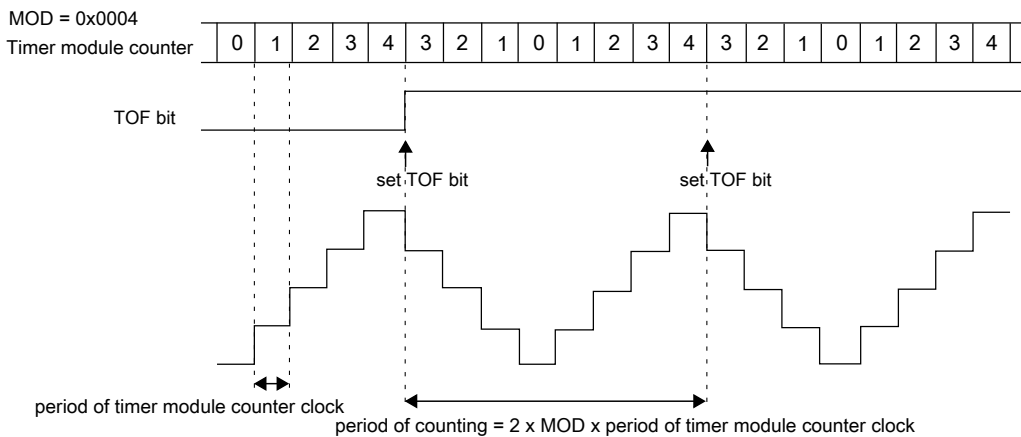 MOD = 0x0004
Timer module counter 0 1 2 3 4 3 2 1 0 1 2 3 4 3 2 1 0 1 2 3 4
TOF bit
set TOF bit set TOF bit
period of timer module counter clock
period of counting = 2 x MOD x period of timer module counter clock